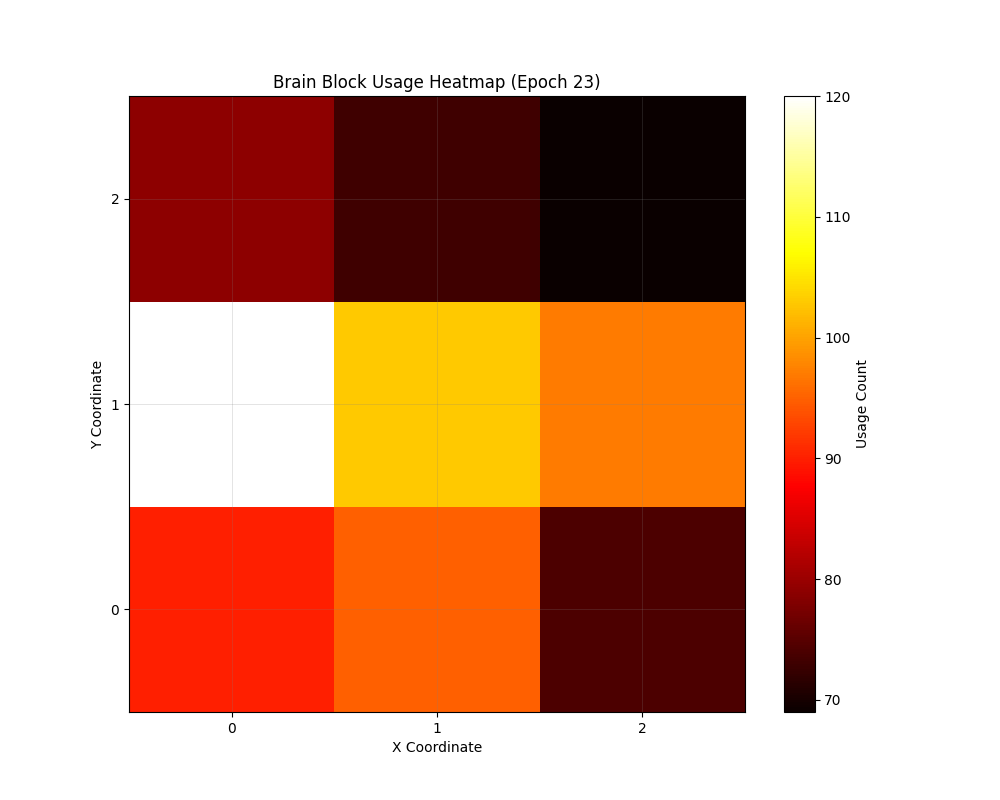 Brain Block Usage Heatmap (Epoch 23)
2
1
0
Y Coordinate
0 1 2
X Coordinate
120
110
100
90
80
70
Usage Count